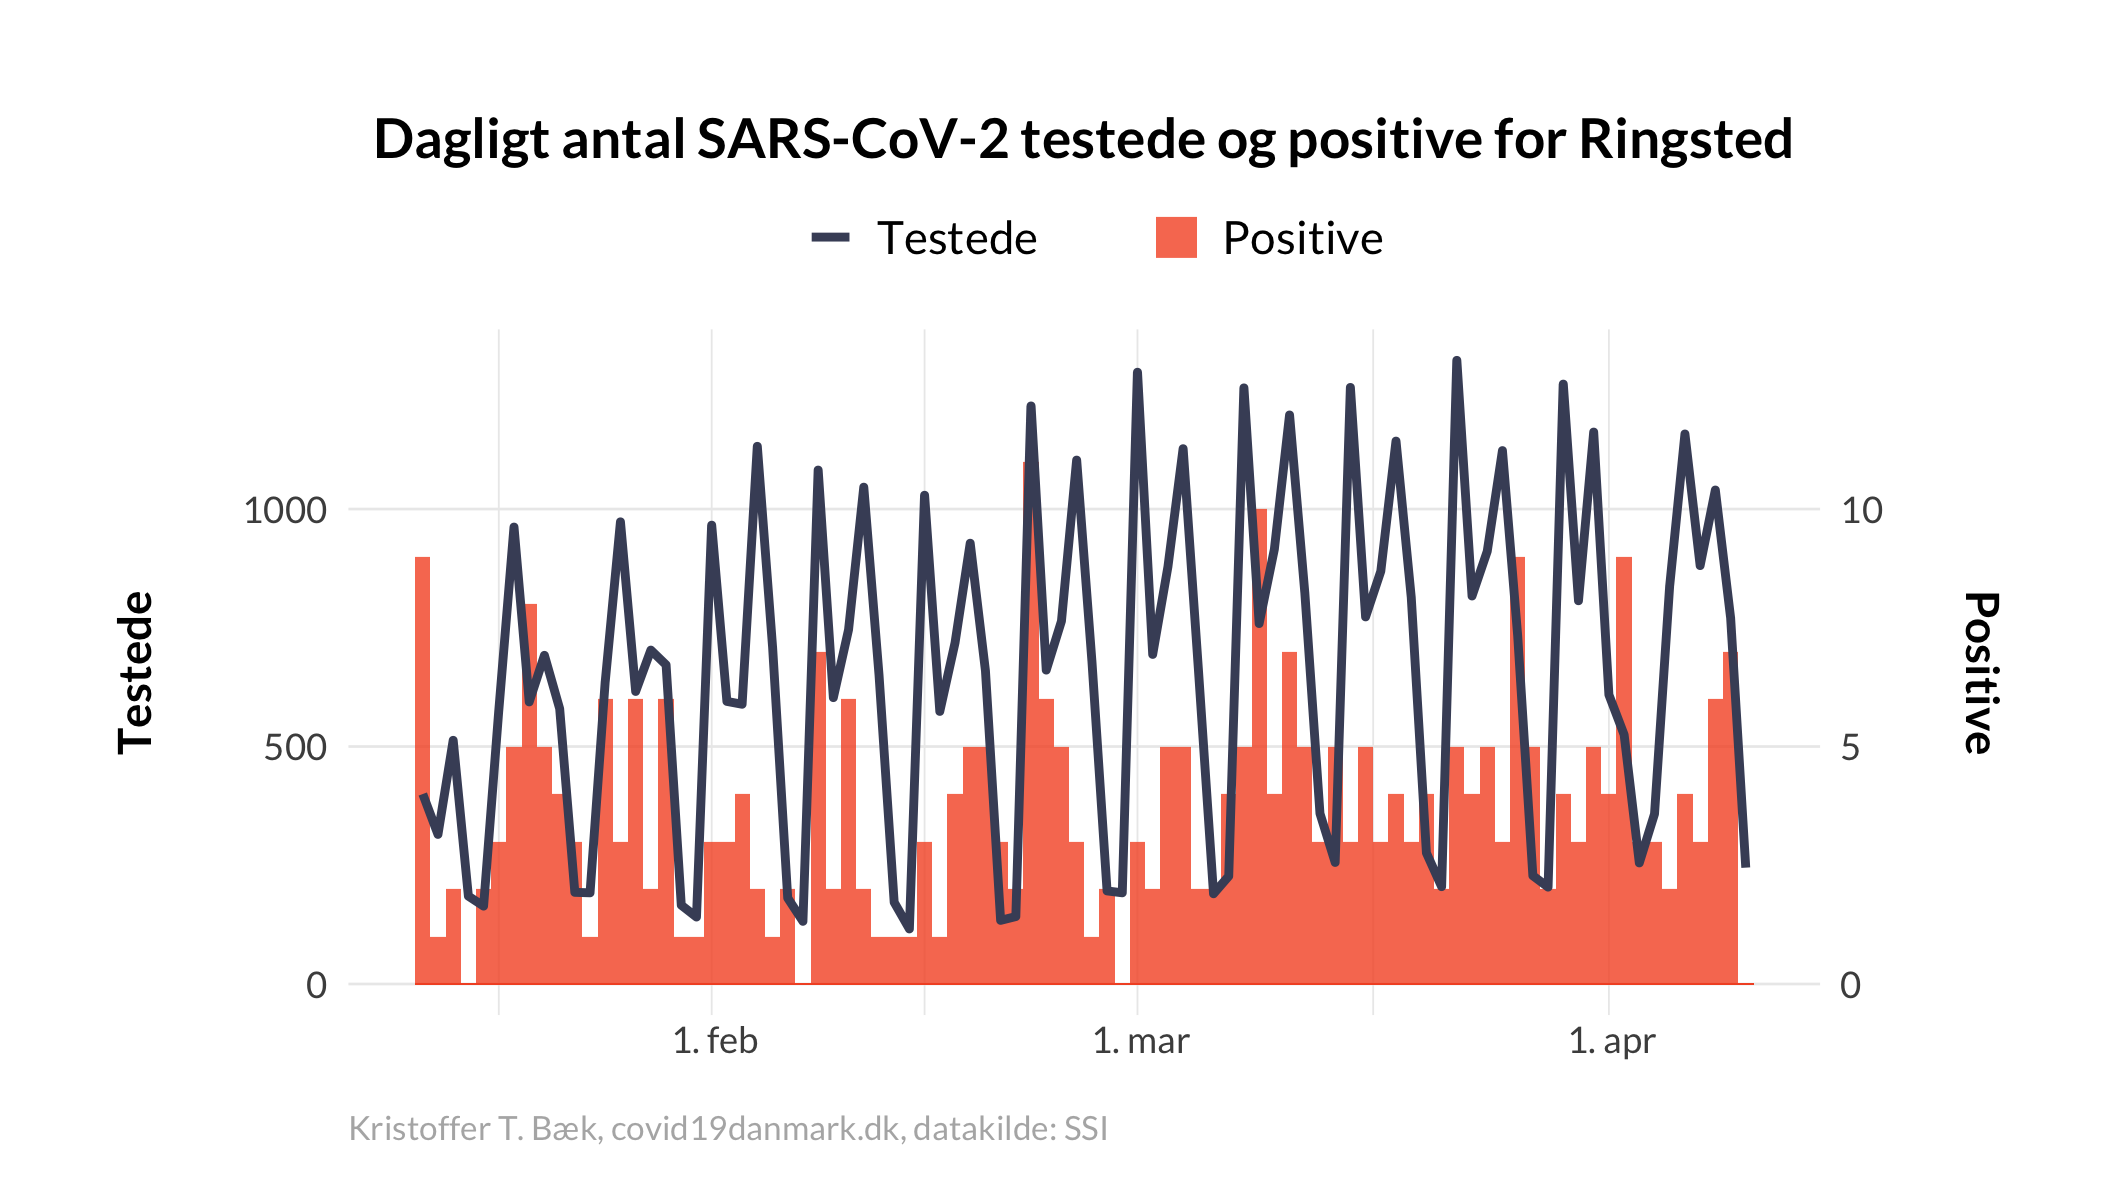 Dagligt antal SARS-CoV-2 testede og positive for Ringsted
Testede
Positive
Testede
1000
500
0
10
5
0
Positive
1. feb
1. mar
1. apr
Kristoffer T. Bæk, covid19danmark.dk, datakilde: SSI